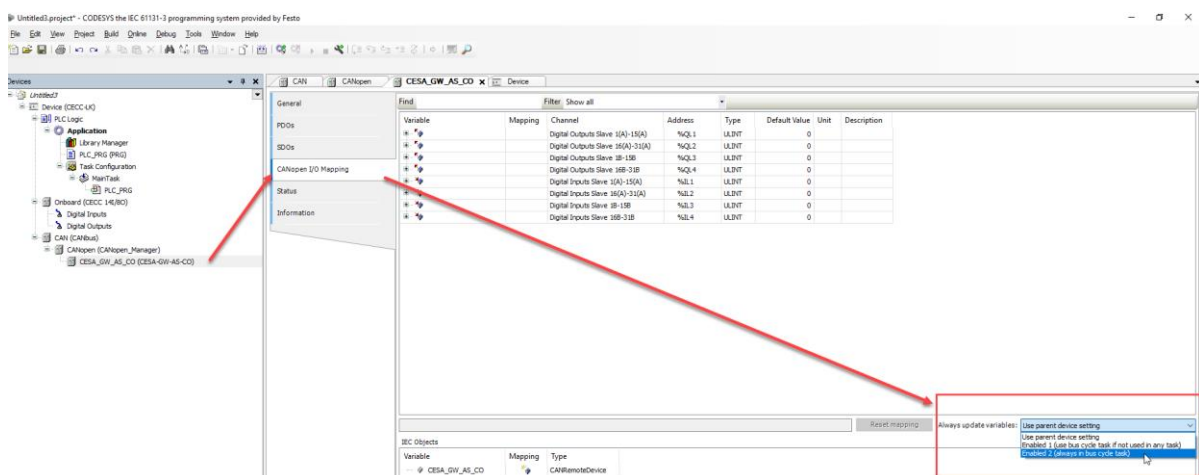 Untitled3.project* - CODESYS the IEC 61131-3 programming system provided by Festo
File Edit View Project Build Online Debug Tools Window Help
Devices
Untitled3
Device (CECC-LK)
PLC Logic
Application
Library Manager
PLC_PRG (PRG)
Task Configuration
MainTask
PLC_PRG
Onboard (CECC 14E/8O)
Digital Inputs
Digital Outputs
CAN (CANbus)
CANopen (CANopen_Manager)
CESA_GW_AS_CO (CESA-GW-AS-CO)
CAN CANopen CESA_GW_AS_CO Device
General
PDOs
SDOs
CANopen I/O Mapping
Status
Information
Find Filter Show all
Variable Mapping Channel Address Type Default Value Unit Description
Digital Outputs Slave 1(A)-15(A) %QL1 ULINT 0
Digital Outputs Slave 16(A)-31(A) %QL2 ULINT 0
Digital Outputs Slave 1B-15B %QL3 ULINT 0
Digital Outputs Slave 16B-31B %QL4 ULINT 0
Digital Inputs Slave 1(A)-15(A) %IL1 ULINT 0
Digital Inputs Slave 16(A)-31(A) %IL2 ULINT 0
Digital Inputs Slave 1B-15B %IL3 ULINT 0
Digital Inputs Slave 16B-31B %IL4 ULINT 0
Reset mapping Always update variables: Use parent device setting
Use parent device setting
Enabled 1 (use bus cycle task if not used in any task)
Enabled 2 (always in bus cycle task)
IEC Objects
Variable Mapping Type
CESA_GW_AS_CO CANRemoteDevice